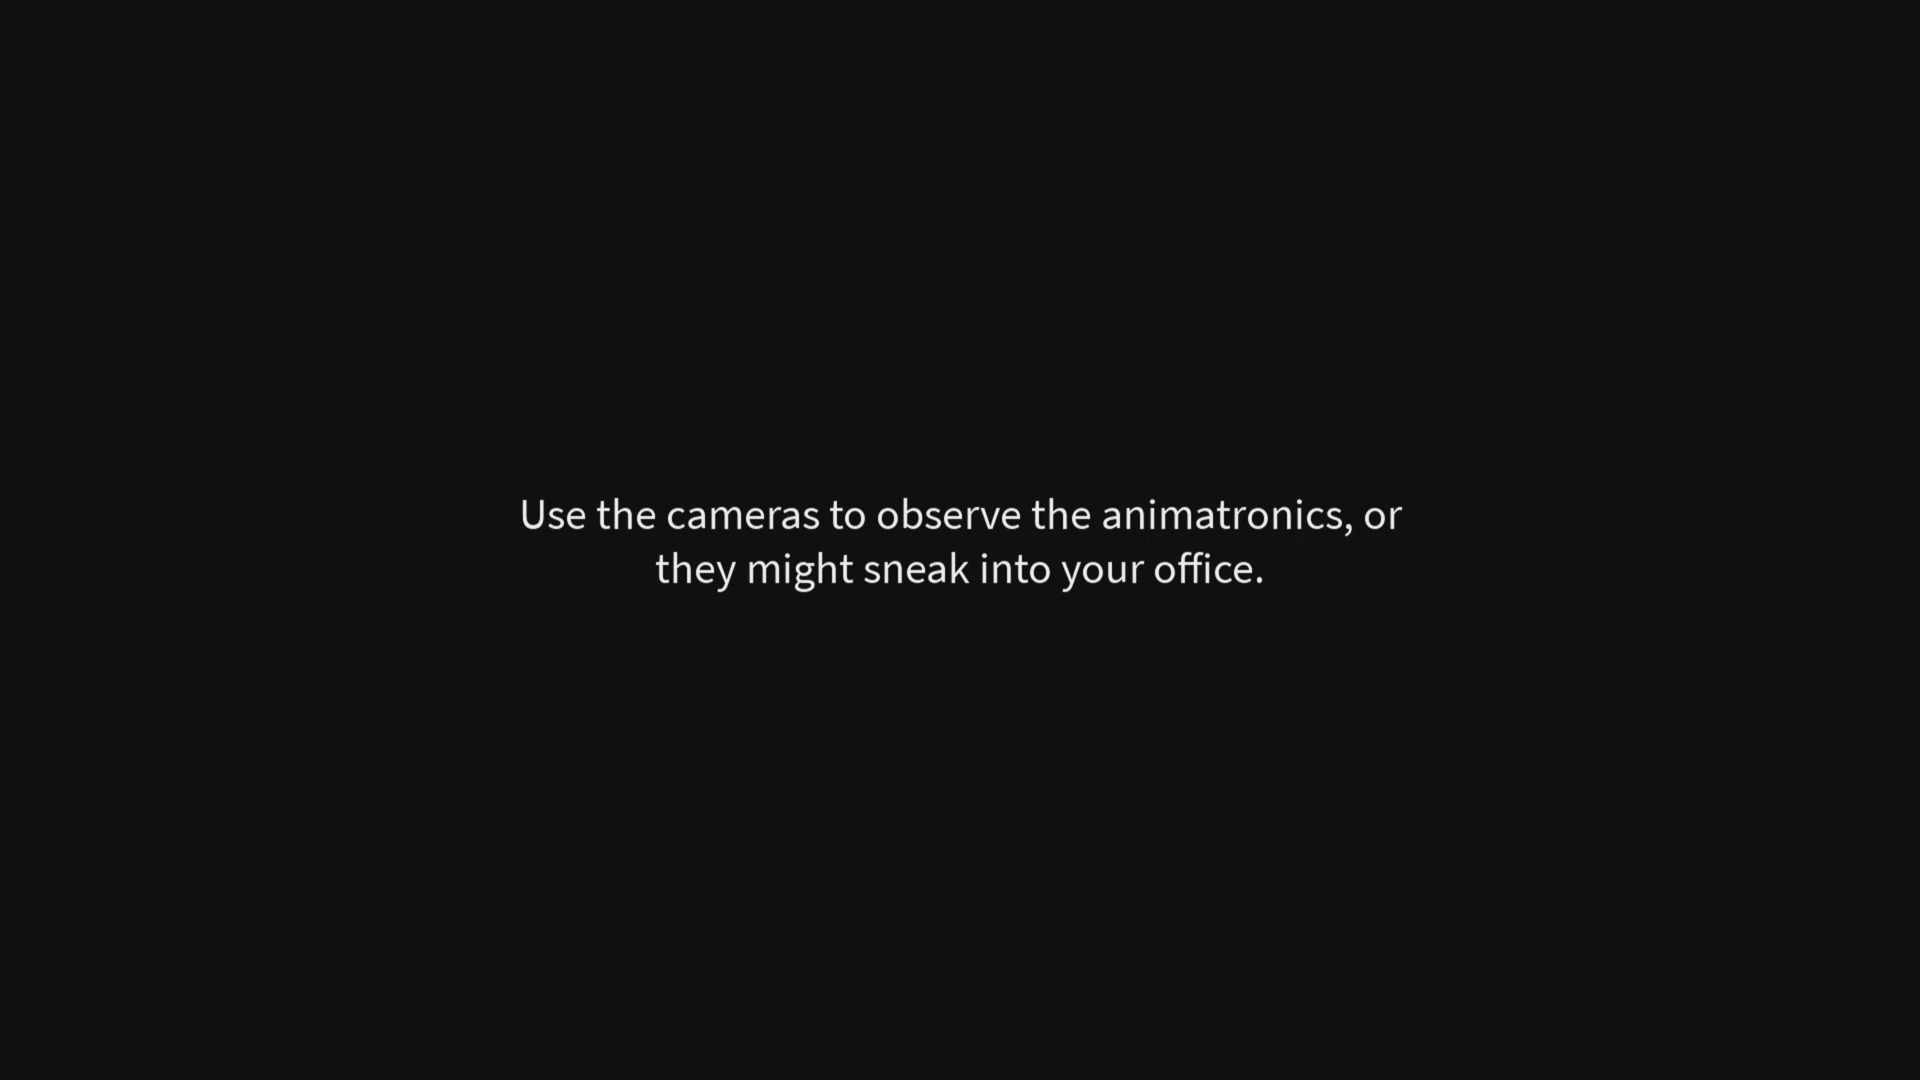 Use the cameras to observe the animatronics, or
they might sneak into your office.